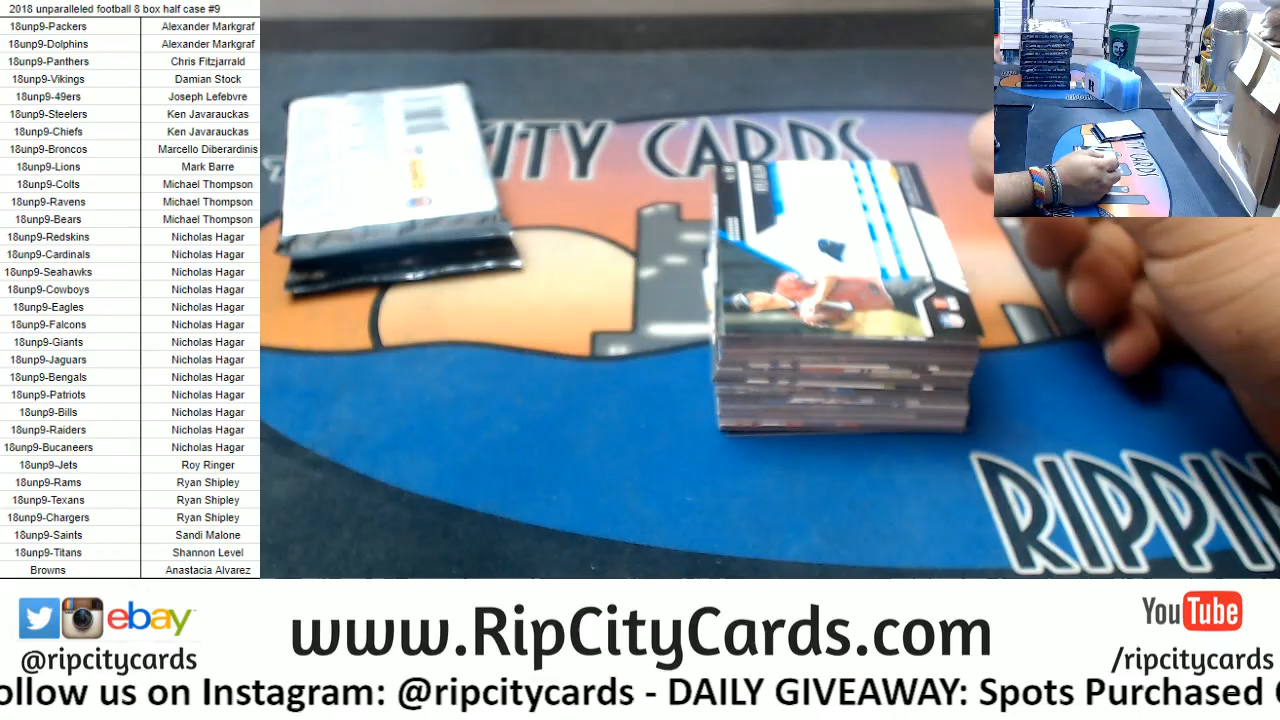 2018 unparalleled football 8 box half case #9
18unp9-Packers Alexander Markgraf
18unp9-Dolphins Alexander Markgraf
18unp9-Panthers Chris Fitzjarrald
18unp9-Vikings Damian Stock
18unp9-49ers Joseph Lefebvre
18unp9-Steelers Ken Javarauckas
18unp9-Chiefs Ken Javarauckas
18unp9-Broncos Marcello Diberardinis
18unp9-Lions Mark Barre
18unp9-Colts Michael Thompson
18unp9-Ravens Michael Thompson
18unp9-Bears Michael Thompson
18unp9-Redskins Nicholas Hagar
18unp9-Cardinals Nicholas Hagar
18unp9-Seahawks Nicholas Hagar
18unp9-Cowboys Nicholas Hagar
18unp9-Eagles Nicholas Hagar
18unp9-Falcons Nicholas Hagar
18unp9-Giants Nicholas Hagar
18unp9-Jaguars Nicholas Hagar
18unp9-Bengals Nicholas Hagar
18unp9-Patriots Nicholas Hagar
18unp9-Bills Nicholas Hagar
18unp9-Raiders Nicholas Hagar
18unp9-Bucaneers Nicholas Hagar
18unp9-Jets Roy Ringer
18unp9-Rams Ryan Shipley
18unp9-Texans Ryan Shipley
18unp9-Chargers Ryan Shipley
18unp9-Saints Sandi Malone
18unp9-Titans Shannon Level
Browns Anastacia Alvarez
CITY CARDS
RIPPIN
CARDS
ebay
@ripcitycards
www.RipCityCards.com
YouTube
/ripcitycards
ollow us on Instagram: @ripcitycards - DAILY GIVEAWAY: Spots Purchased